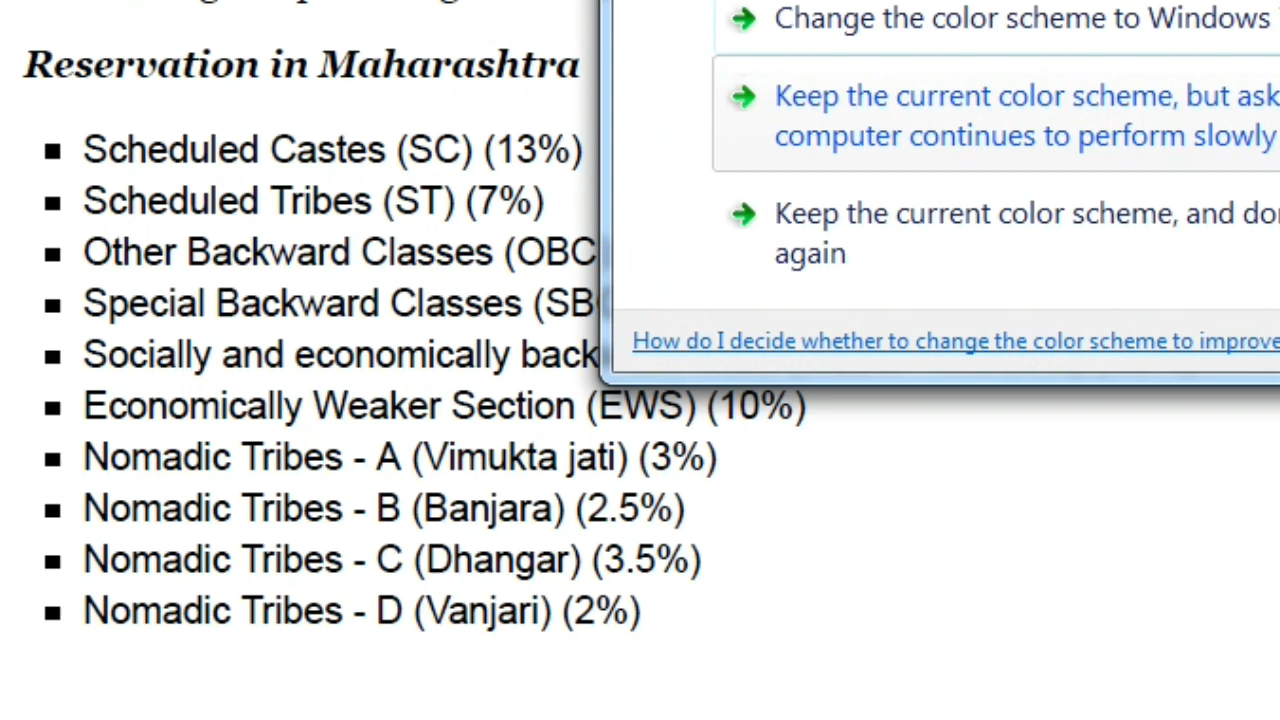 Reservation in Maharashtra
Scheduled Castes (SC) (13%)
Scheduled Tribes (ST) (7%)
Other Backward Classes (OBC
Special Backward Classes (SB
Socially and economically back
Economically Weaker Section (EWS) (10%)
Nomadic Tribes - A (Vimukta jati) (3%)
Nomadic Tribes - B (Banjara) (2.5%)
Nomadic Tribes - C (Dhangar) (3.5%)
Nomadic Tribes - D (Vanjari) (2%)
Change the color scheme to Windows
Keep the current color scheme, but ask
computer continues to perform slowly
Keep the current color scheme, and don
again
How do I decide whether to change the color scheme to improve